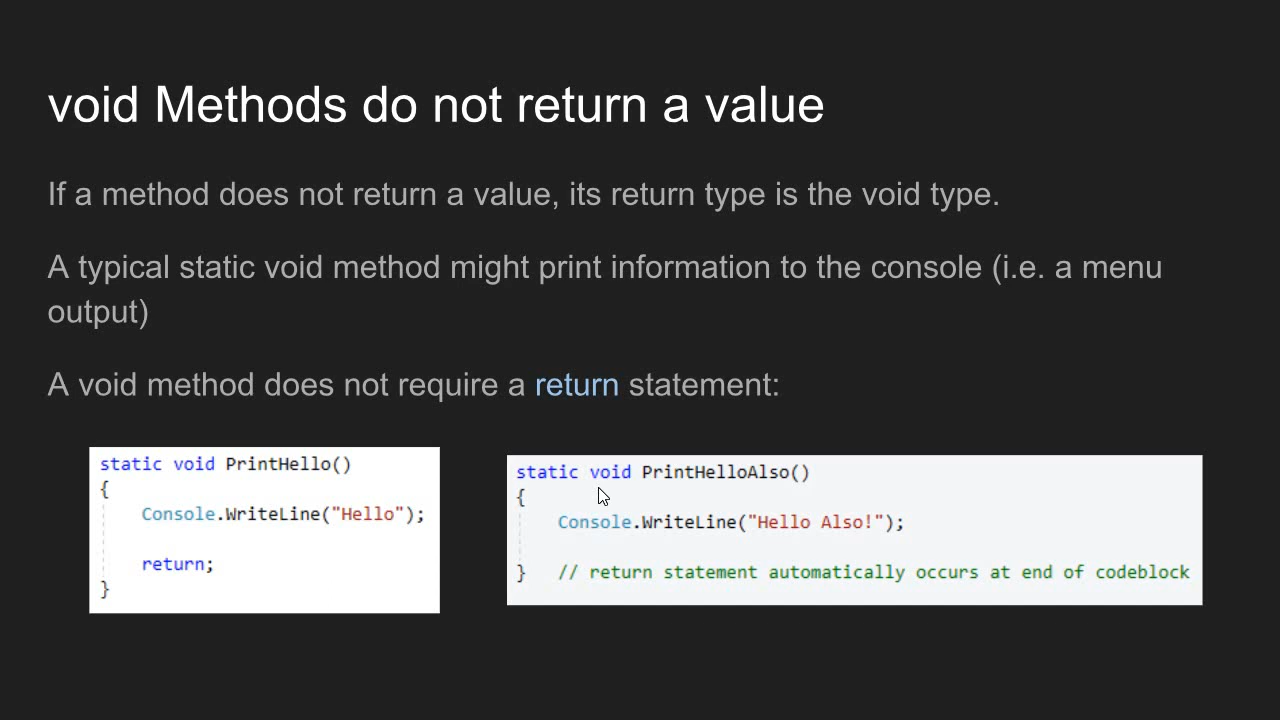 void Methods do not return a value
If a method does not return a value, its return type is the void type.
A typical static void method might print information to the console (i.e. a menu
output)
A void method does not require a return statement:
static void PrintHello()
{
    Console.WriteLine("Hello");
    return;
}
static void PrintHelloAlso()
{
    Console.WriteLine("Hello Also!");
}   // return statement automatically occurs at end of codeblock